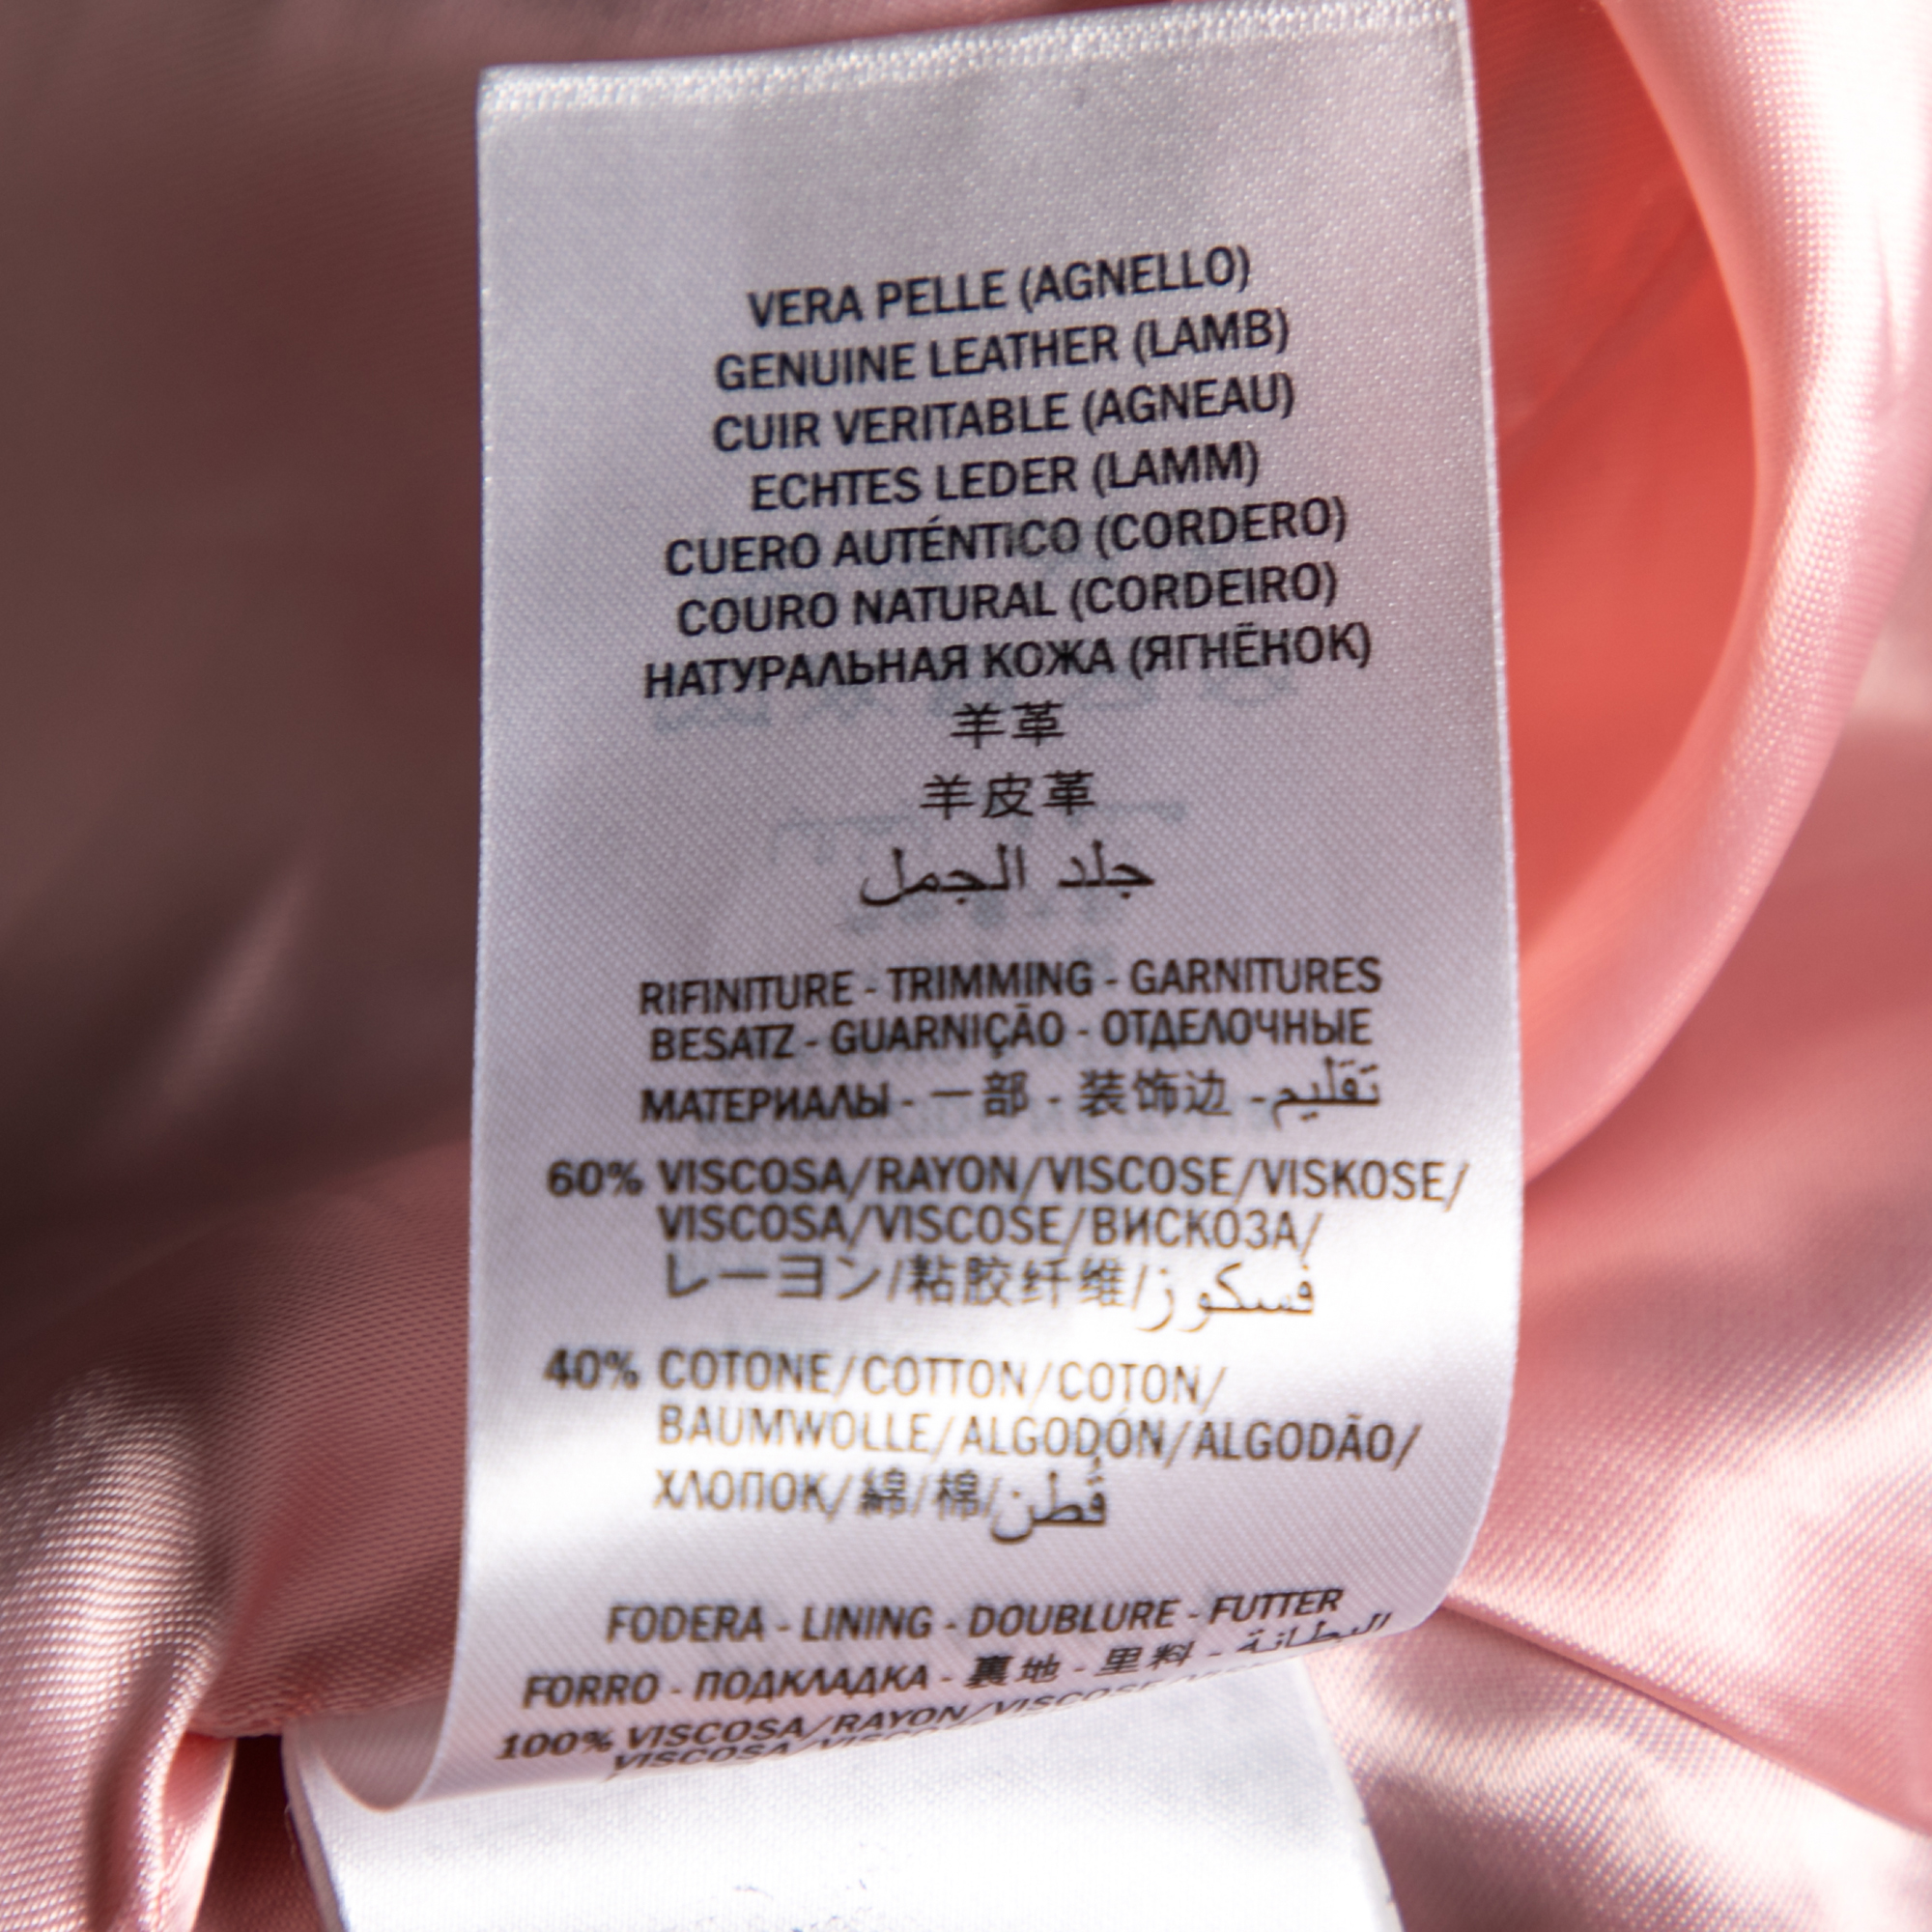 VERA PELLE (AGNELLO)
GENUINE LEATHER (LAMB)
CUIR VERITABLE (AGNEAU)
ECHTES LEDER (LAMM)
CUERO AUTÉNTICO (CORDERO)
COURO NATURAL (CORDEIRO)
НАТУРАЛЬНАЯ КОЖА (ЯГНЁНОК)
羊革
羊皮革
جلد الجمل
RIFINITURE - TRIMMING - GARNITURES
BESATZ - GUARNIÇÃO - ОТДЕЛОЧНЫЕ
МАТЕРИАЛЫ - 一部 - 装饰边 - تَقَليم
60% VISCOSA/RAYON/VISCOSE/VISKOSE/
VISCOSA/VISCOSE/ВИСКОЗА/
レーヨン/粘胶纤维/فسكوز
40% COTONE/COTTON/COTON/
BAUMWOLLE/ALGODÓN/ALGODÃO/
ХЛОПОК/綿/棉/قُطن
FODERA - LINING - DOUBLURE - FUTTER
FORRO - ПОДКЛАДКА - 裏地 - 里料 - البطانة
100% VISCOSA/RAYON/VISCOSE
VISCOSA